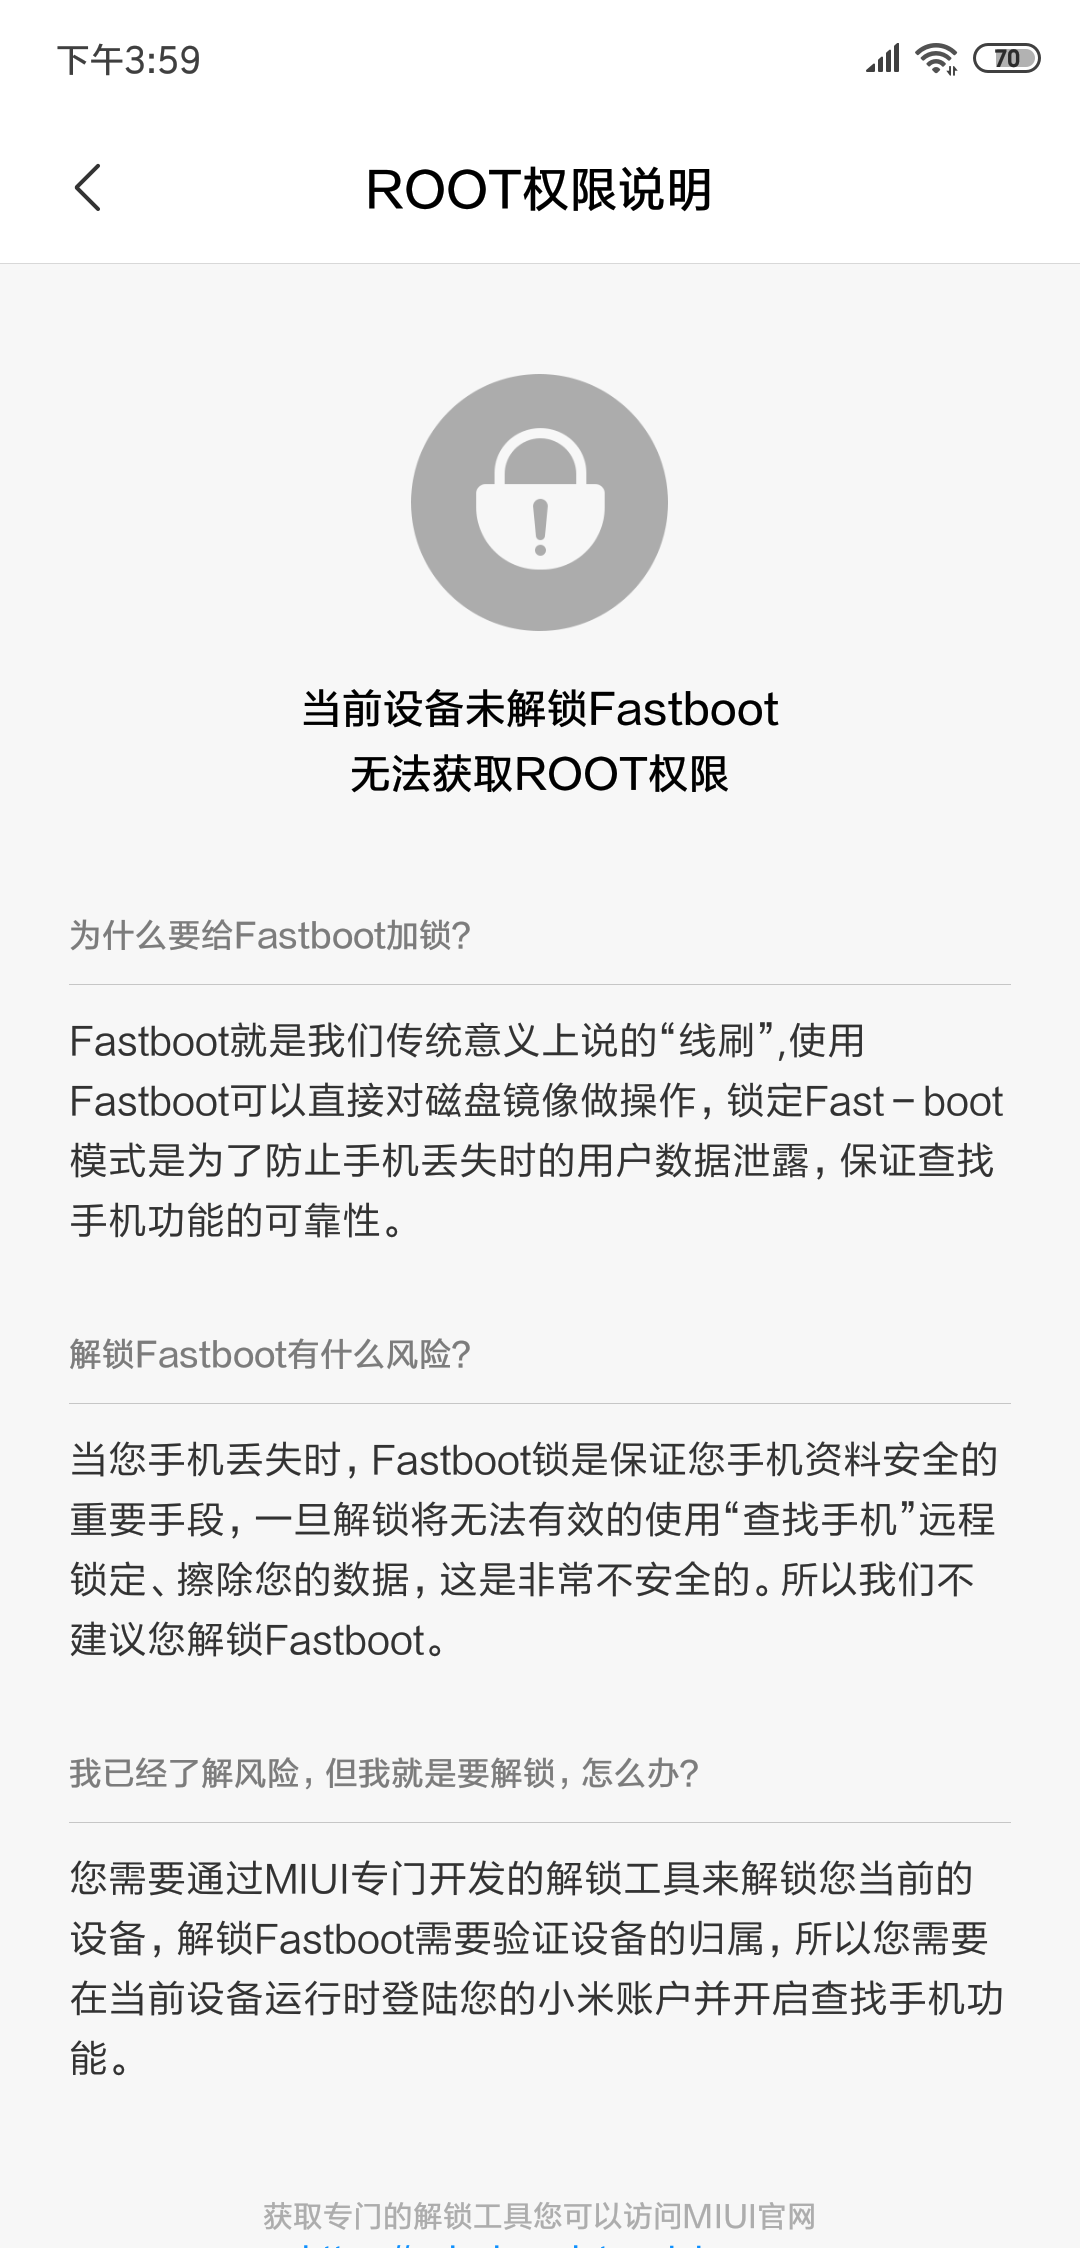 下午3:59
70
ROOT权限说明
当前设备未解锁Fastboot
无法获取ROOT权限
为什么要给Fastboot加锁?
Fastboot就是我们传统意义上说的“线刷”,使用
Fastboot可以直接对磁盘镜像做操作，锁定Fast－boot
模式是为了防止手机丢失时的用户数据泄露，保证查找
手机功能的可靠性。
解锁Fastboot有什么风险?
当您手机丢失时，Fastboot锁是保证您手机资料安全的
重要手段，一旦解锁将无法有效的使用“查找手机”远程
锁定、擦除您的数据，这是非常不安全的。所以我们不
建议您解锁Fastboot。
我已经了解风险，但我就是要解锁，怎么办?
您需要通过MIUI专门开发的解锁工具来解锁您当前的
设备，解锁Fastboot需要验证设备的归属，所以您需要
在当前设备运行时登陆您的小米账户并开启查找手机功
能。
获取专门的解锁工具您可以访问MIUI官网